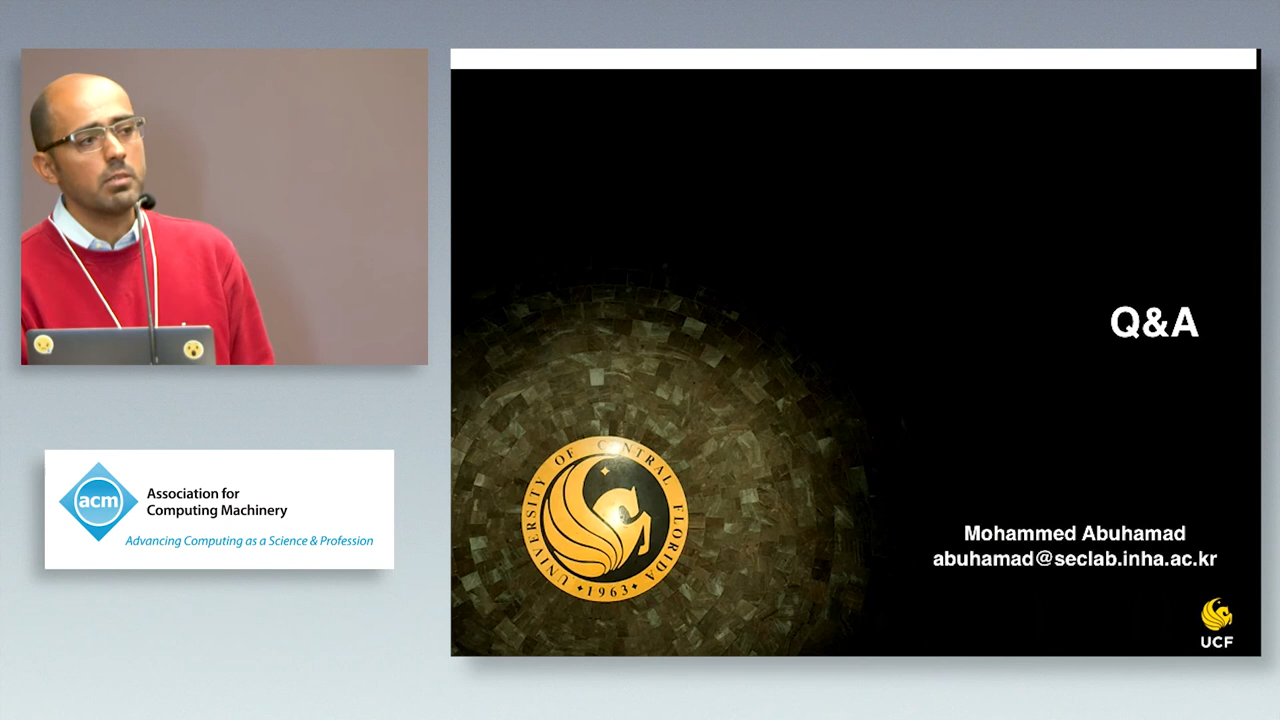 acm
Association for
Computing Machinery
Advancing Computing as a Science & Profession
Q&A
UNIVERSITY OF CENTRAL FLORIDA
1963
Mohammed Abuhamad
abuhamad@seclab.inha.ac.kr
UCF